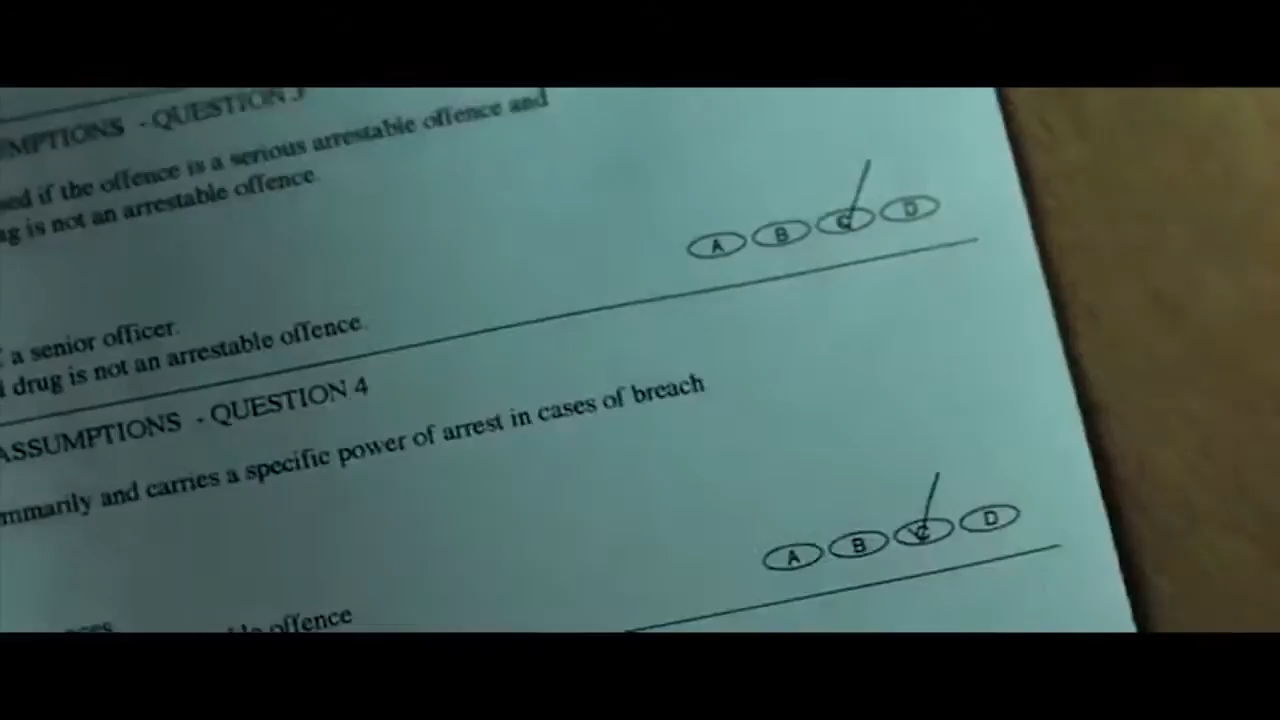 EMPTIONS - QUESTION 3
sed if the offence is a serious arrestable offence and
is not an arrestable offence.
A B C D
a senior officer.
drug is not an arrestable offence.
ASSUMPTIONS - QUESTION 4
mmarily and carries a specific power of arrest in cases of breach
A B C D
offence